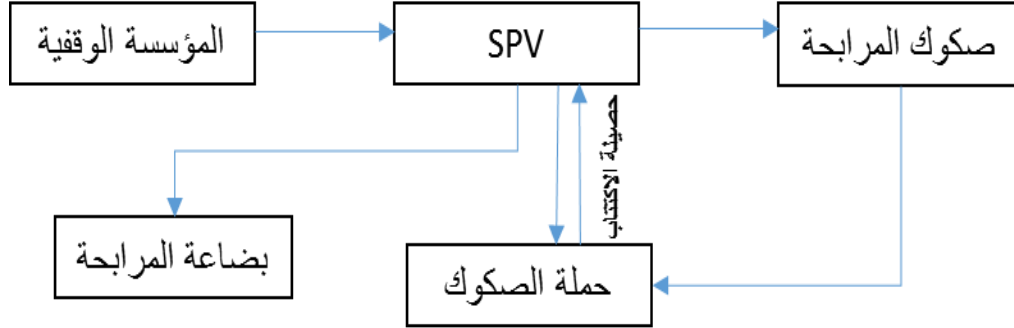 المؤسسة الوقفية
SPV
صكوك المرابحة
حصيلة الاكتتاب
بضاعة المرابحة
حملة الصكوك